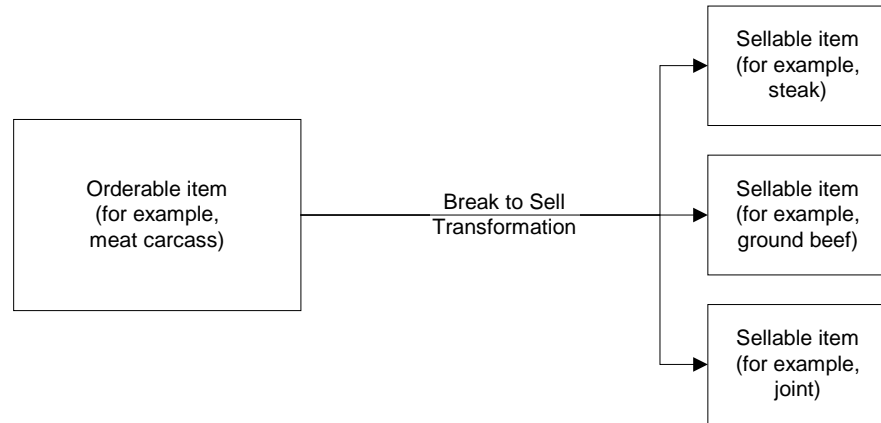 Orderable item
(for example,
meat carcass)
Break to Sell
Transformation
Sellable item
(for example,
steak)
Sellable item
(for example,
ground beef)
Sellable item
(for example,
joint)